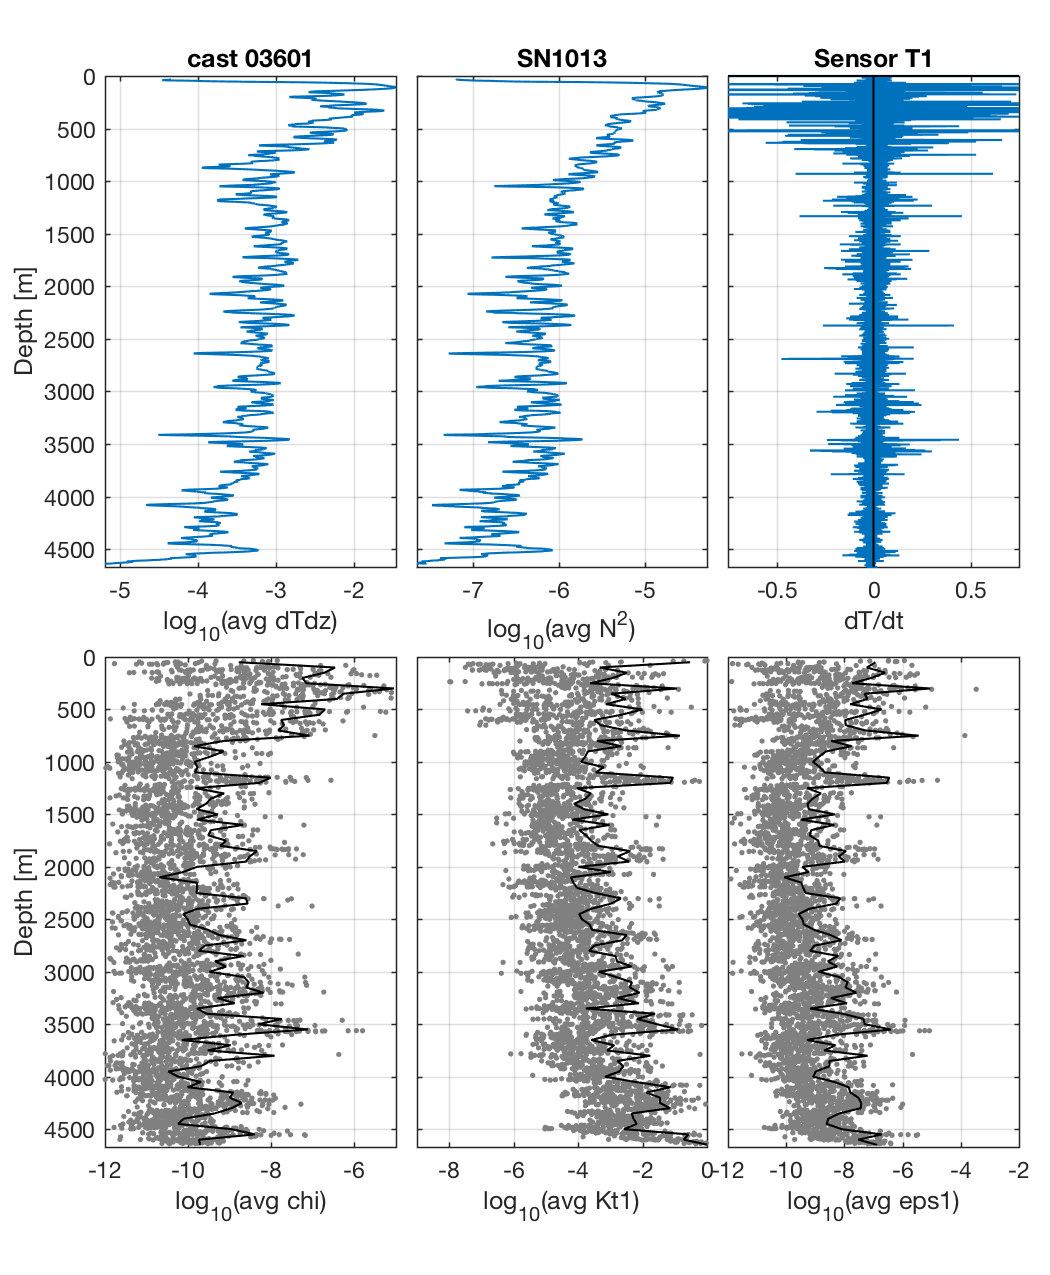 cast 03601
SN1013
Sensor T1
0
500
1000
1500
2000
2500
3000
3500
4000
4500
Depth [m]
-5 -4 -3 -2
log10(avg dTdz)
-7 -6 -5
log10(avg N2)
-0.5 0 0.5
dT/dt
0
500
1000
1500
2000
2500
3000
3500
4000
4500
Depth [m]
-12 -10 -8 -6
log10(avg chi)
-8 -6 -4 -2 0
log10(avg Kt1)
-12 -10 -8 -6 -4 -2
log10(avg eps1)